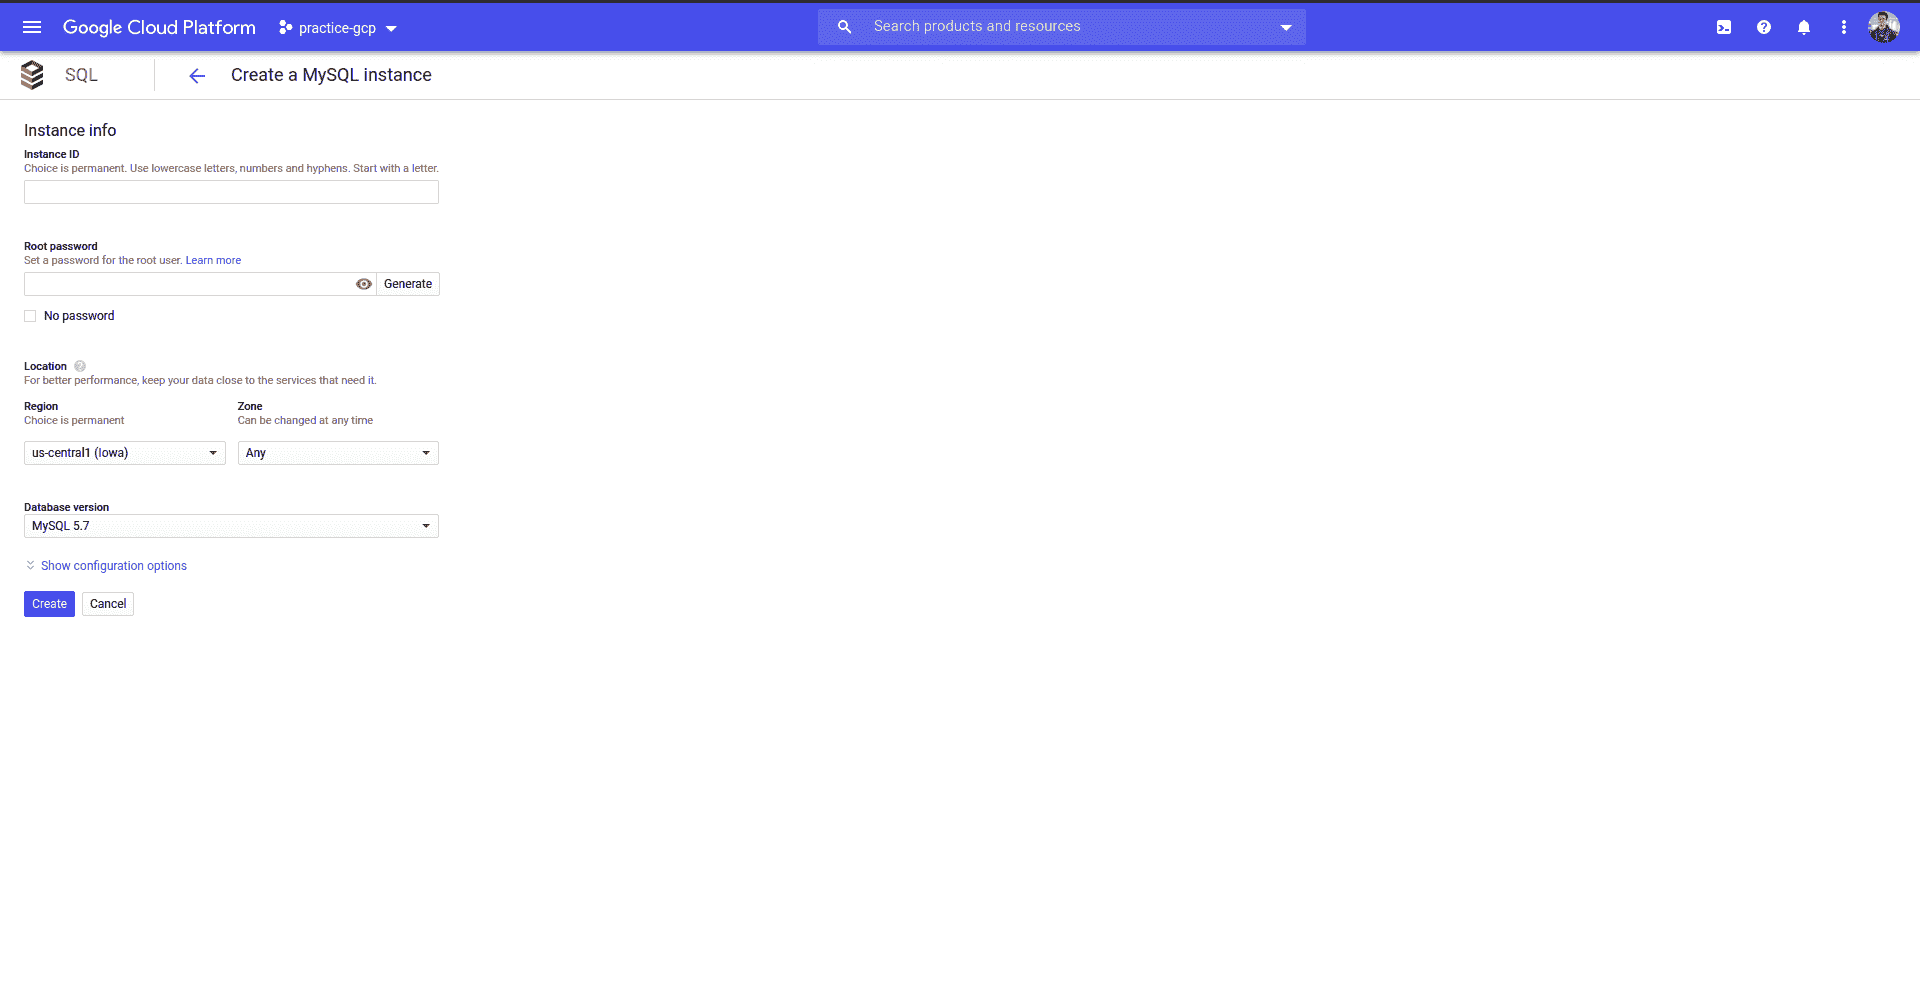 Google Cloud Platform practice-gcp Search products and resources
SQL Create a MySQL instance
Instance info
Instance ID
Choice is permanent. Use lowercase letters, numbers and hyphens. Start with a letter.
Root password
Set a password for the root user. Learn more
Generate
No password
Location
For better performance, keep your data close to the services that need it.
Region Zone
Choice is permanent Can be changed at any time
us-central1 (Iowa) Any
Database version
MySQL 5.7
Show configuration options
Create Cancel